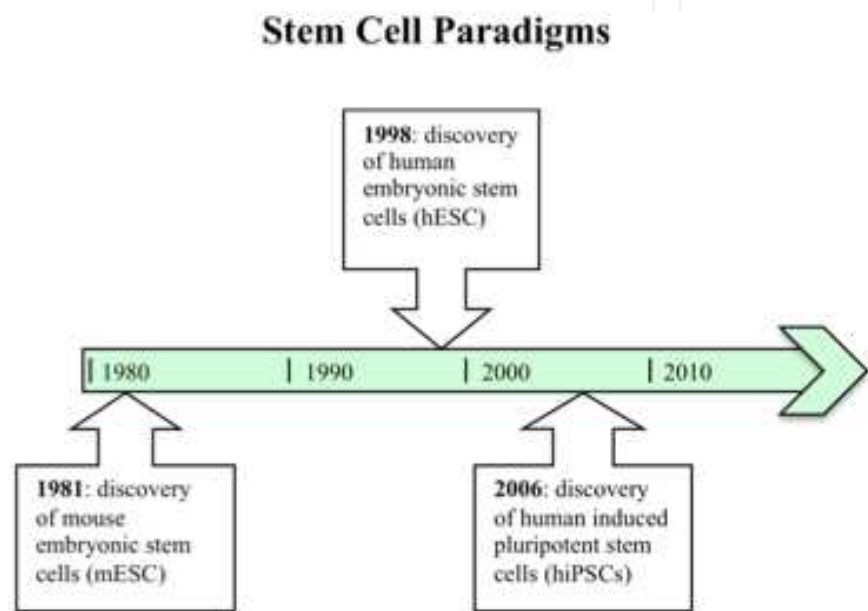 Stem Cell Paradigms
1998: discovery
of human
embryonic stem
cells (hESC)
| 1980 | 1990 | 2000 | 2010
1981: discovery
of mouse
embryonic stem
cells (mESC)
2006: discovery
of human induced
pluripotent stem
cells (hiPSCs)